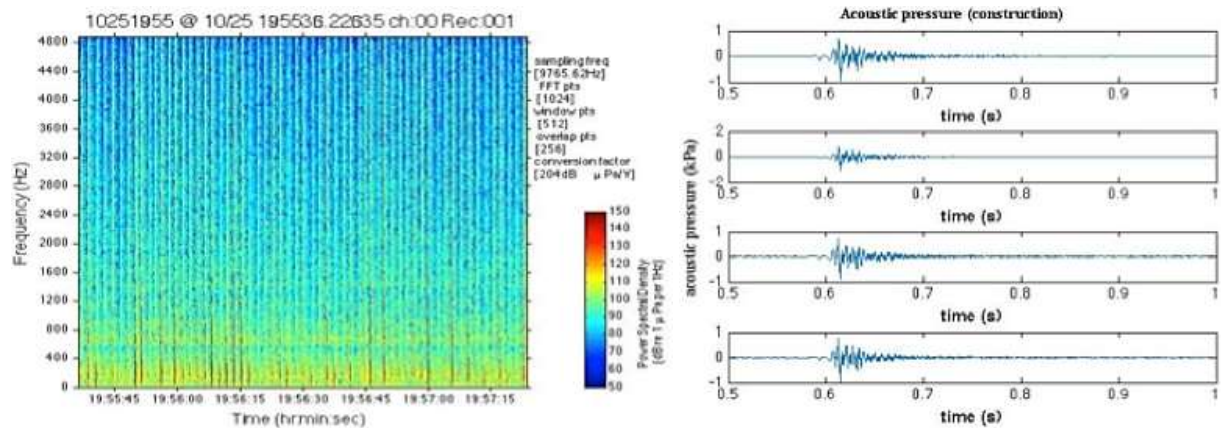 10251955 @ 10/25 195536.22635 ch:00 Rec:001
4800
4400
4000
3600
3200
2800
2400
2000
1600
1200
800
400
0
Frequency (Hz)
19:55:45 19:56:00 19:56:15 19:56:30 19:56:45 19:57:00 19:57:15
Time (hr:min:sec)
sampling freq
[9765.62Hz]
FFT pts
[1024]
window pts
[512]
overlap pts
[256]
conversion factor
[204dB μPa/V]
150
140
130
120
110
100
90
80
70
60
50
Power Spectral Density
[dB re 1 μPa per 1Hz]
Acoustic pressure (construction)
acoustic pressure (kPa)
1
0
-1
0.5 0.6 0.7 0.8 0.9 1
time (s)
2
0
-2
0.5 0.6 0.7 0.8 0.9 1
time (s)
1
0
-1
0.5 0.6 0.7 0.8 0.9 1
time (s)
1
0
-1
0.5 0.6 0.7 0.8 0.9 1
time (s)